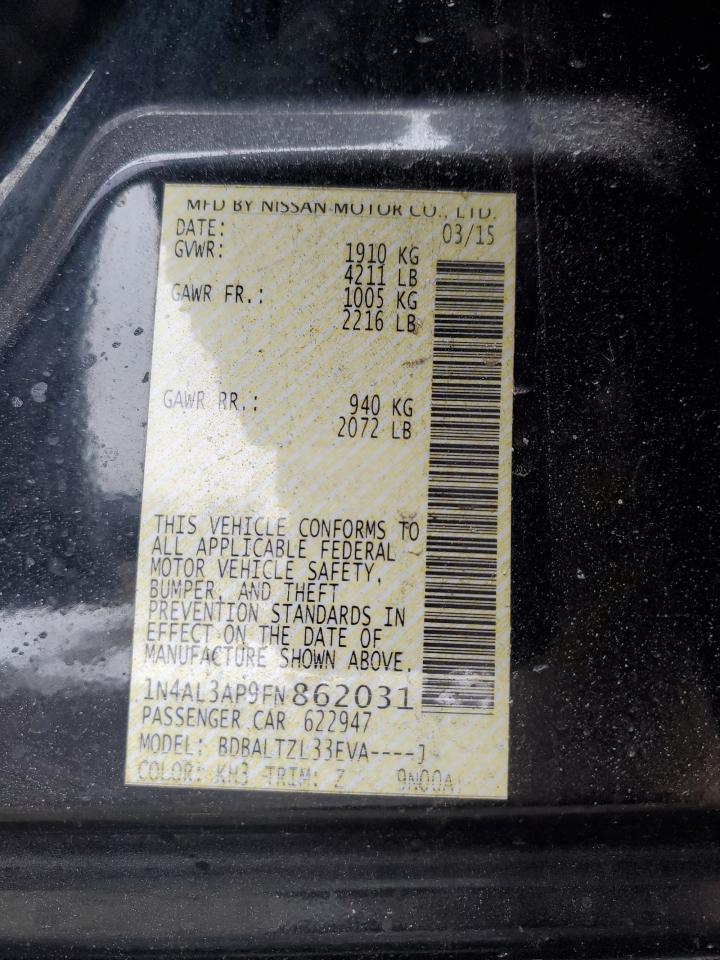 MFD BY NISSAN MOTOR CO., LTD.
DATE: 03/15
GVWR: 1910 KG
4211 LB
GAWR FR.: 1005 KG
2216 LB
GAWR RR.: 940 KG
2072 LB
THIS VEHICLE CONFORMS TO
ALL APPLICABLE FEDERAL
MOTOR VEHICLE SAFETY,
BUMPER, AND THEFT
PREVENTION STANDARDS IN
EFFECT ON THE DATE OF
MANUFACTURE SHOWN ABOVE.
1N4AL3AP9FN862031
PASSENGER CAR 622947
MODEL: BDBALTZL33EVA----J
COLOR: KH3 TRIM: Z 9N00A